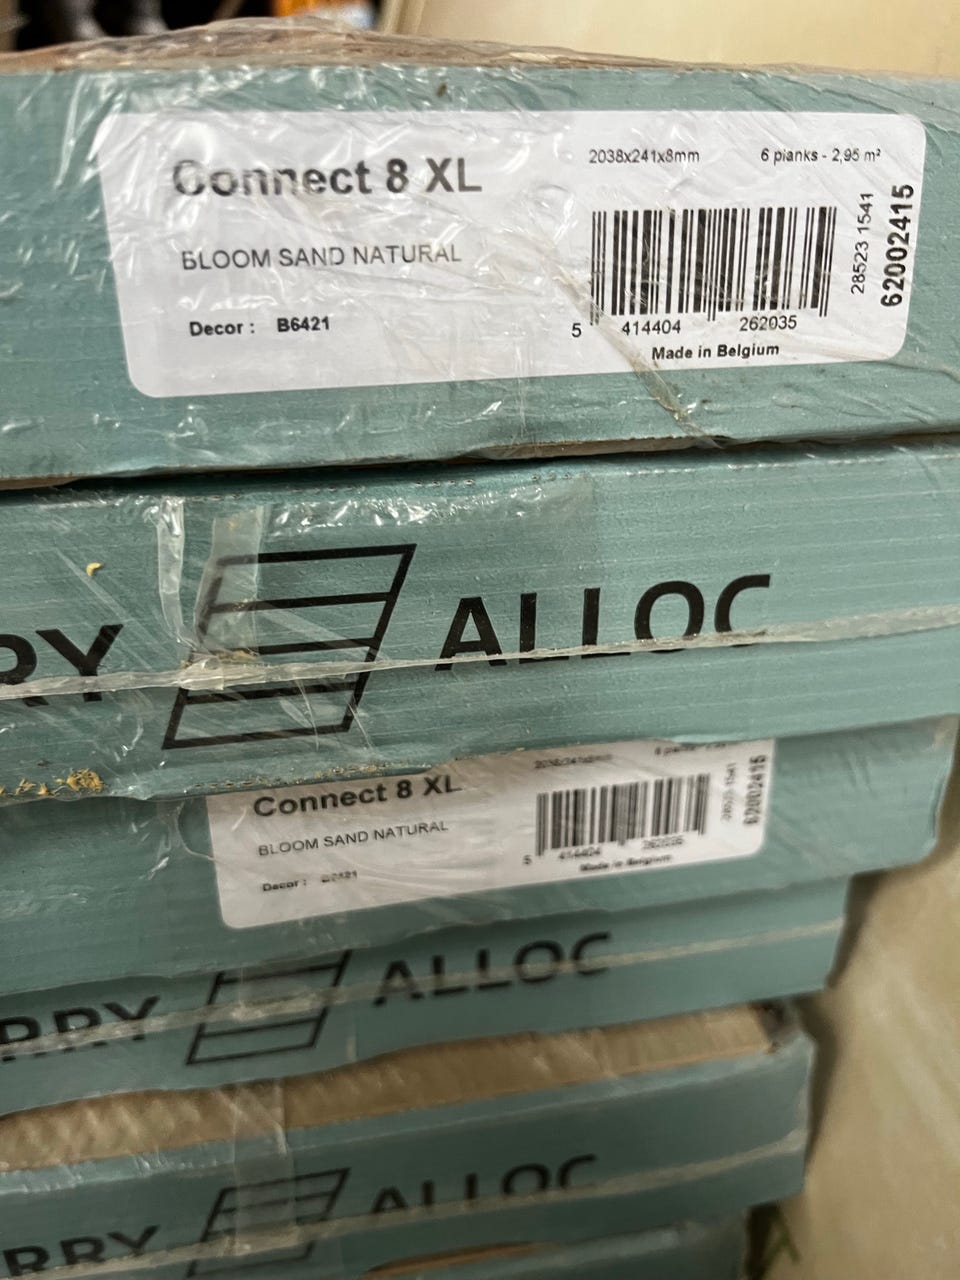 Connect 8 XL
2038x241x8mm
6 planks - 2,95 m²
BLOOM SAND NATURAL
Decor : B6421
5 414404 262035
Made in Belgium
28523 1541
62002415
RY ALLOC
Connect 8 XL
BLOOM SAND NATURAL
Decor :
5 414404 262035
Made in Belgium
62002415
RRY ALLOC
RRY ALLOC